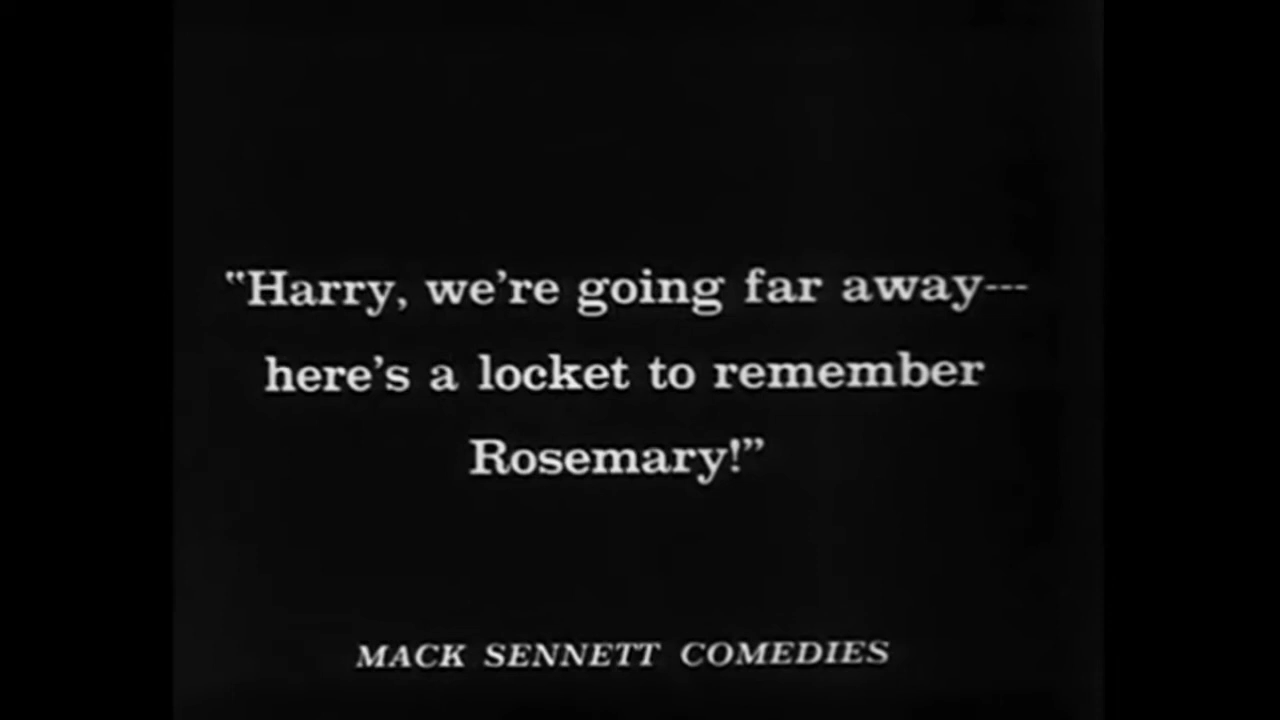 "Harry, we're going far away---
here's a locket to remember
Rosemary!"
MACK SENNETT COMEDIES